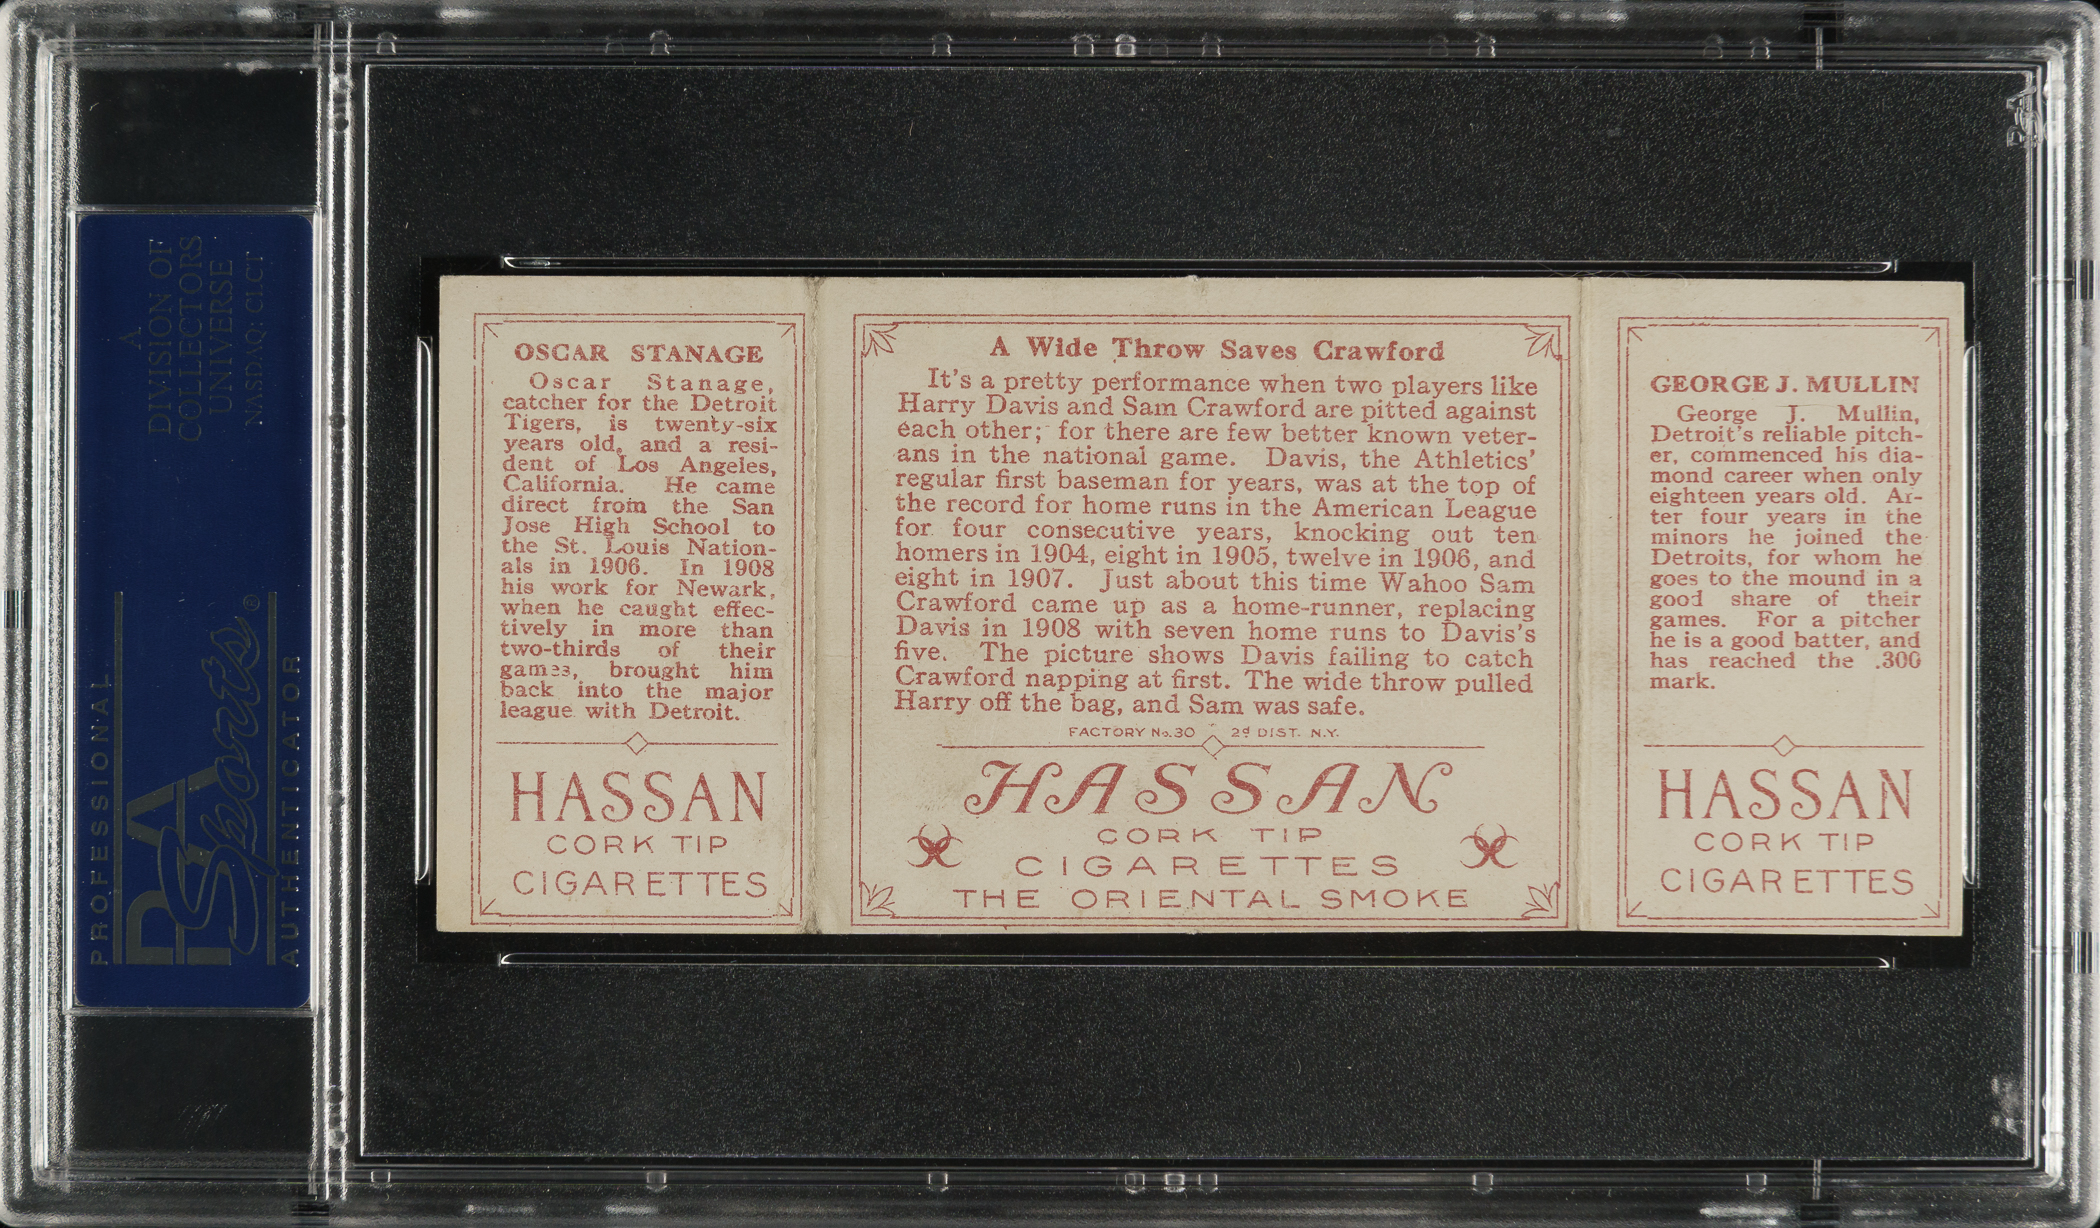 A
DIVISION OF
COLLECTORS
UNIVERSE
NASDAQ: CLCT
PROFESSIONAL
PSA
Sports®
AUTHENTICATOR
OSCAR STANAGE
Oscar Stanage,
catcher for the Detroit
Tigers, is twenty-six
years old, and a resi-
dent of Los Angeles,
California. He came
direct from the San
Jose High School to
the St. Louis Nation-
als in 1906. In 1908
his work for Newark,
when he caught effec-
tively in more than
two-thirds of their
games, brought him
back into the major
league with Detroit.
HASSAN
CORK TIP
CIGARETTES
A Wide Throw Saves Crawford
It's a pretty performance when two players like
Harry Davis and Sam Crawford are pitted against
each other; for there are few better known veter-
ans in the national game. Davis, the Athletics'
regular first baseman for years, was at the top of
the record for home runs in the American League
for four consecutive years, knocking out ten
homers in 1904, eight in 1905, twelve in 1906, and
eight in 1907. Just about this time Wahoo Sam
Crawford came up as a home-runner, replacing
Davis in 1908 with seven home runs to Davis's
five. The picture shows Davis failing to catch
Crawford napping at first. The wide throw pulled
Harry off the bag, and Sam was safe.
FACTORY No. 30 2d DIST. N.Y.
HASSAN
CORK TIP
CIGARETTES
THE ORIENTAL SMOKE
GEORGE J. MULLIN
George J. Mullin,
Detroit's reliable pitch-
er, commenced his dia-
mond career when only
eighteen years old. Af-
ter four years in the
minors he joined the
Detroits, for whom he
goes to the mound in a
good share of their
games. For a pitcher
he is a good batter, and
has reached the .300
mark.
HASSAN
CORK TIP
CIGARETTES
PSA